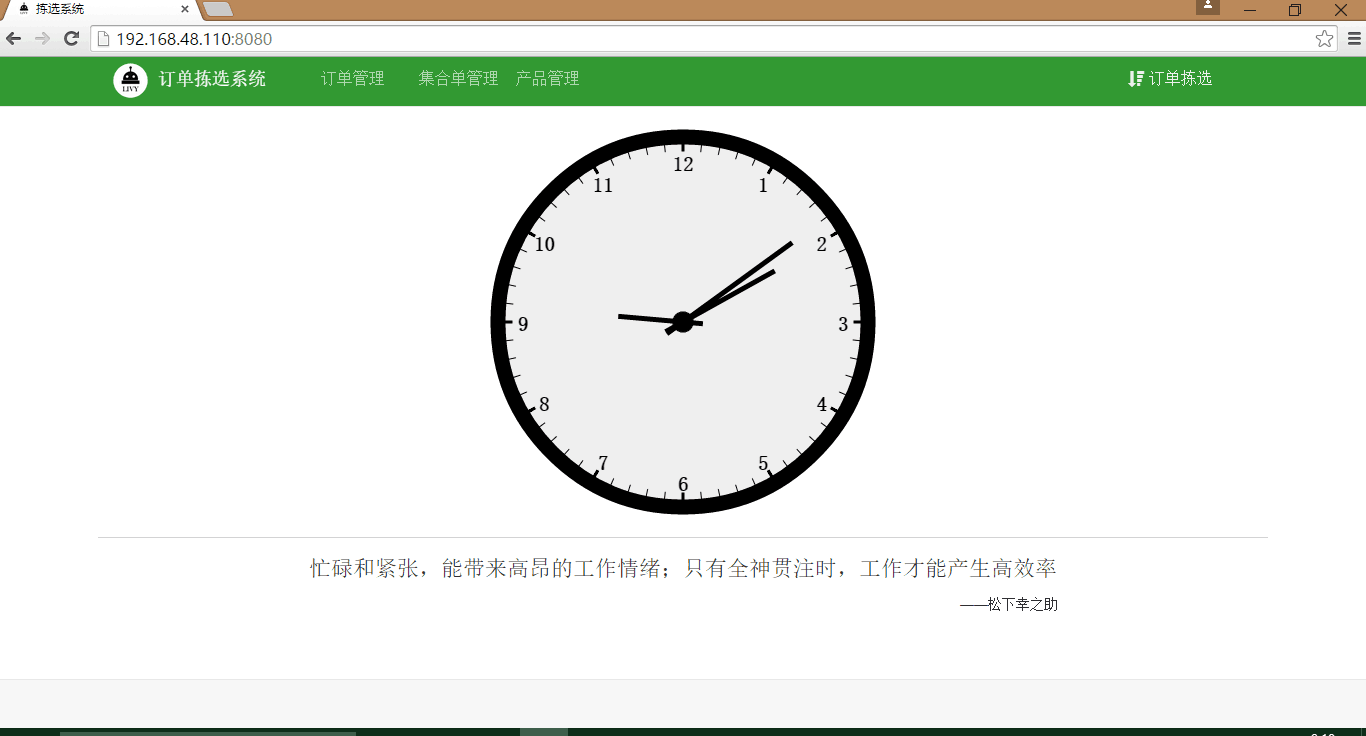 拣选系统
192.168.48.110:8080
LIVY 订单拣选系统 订单管理 集合单管理 产品管理 订单拣选
12
11 1
10 2
9 3
8 4
7 5
6
忙碌和紧张，能带来高昂的工作情绪；只有全神贯注时，工作才能产生高效率
——松下幸之助